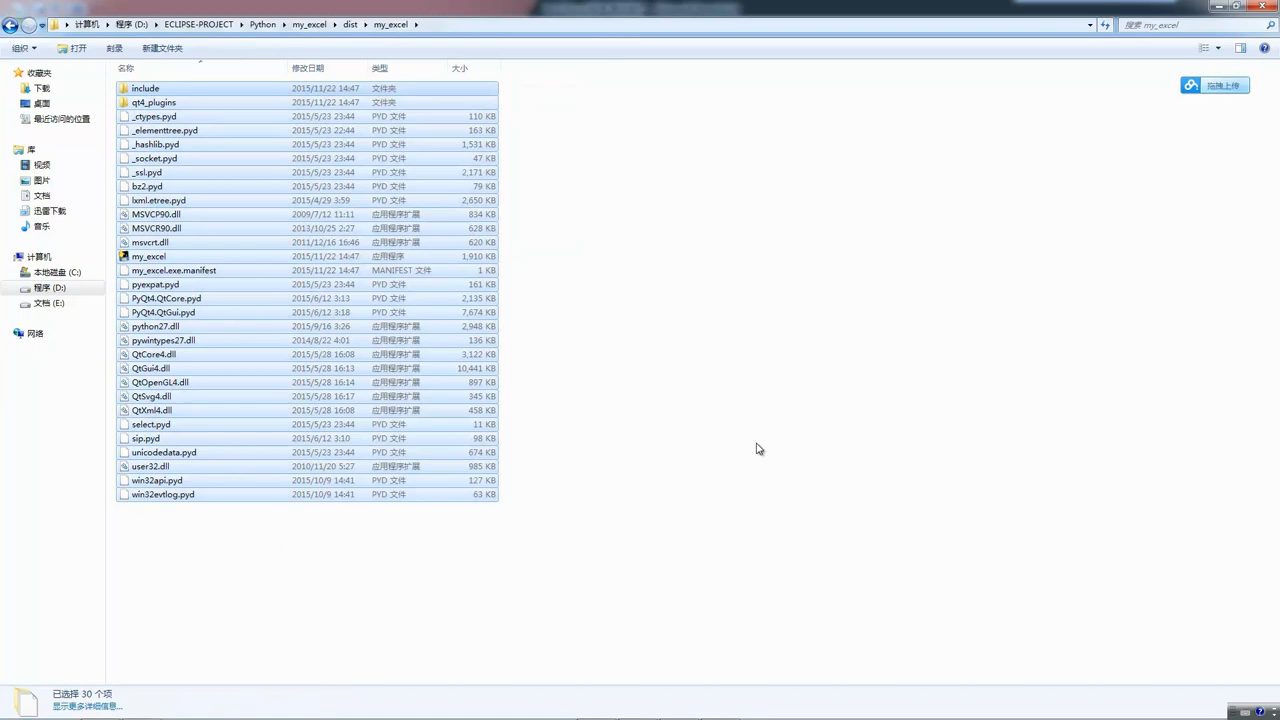 计算机 ▸ 程序 (D:) ▸ ECLIPSE-PROJECT ▸ Python ▸ my_excel ▸ dist ▸ my_excel ▸
搜索 my_excel
组织 打开 刻录 新建文件夹
收藏夹
下载
桌面
最近访问的位置
库
视频
图片
文档
迅雷下载
音乐
计算机
本地磁盘 (C:)
程序 (D:)
文档 (E:)
网络
名称 修改日期 类型 大小
include 2015/11/22 14:47 文件夹
qt4_plugins 2015/11/22 14:47 文件夹
_ctypes.pyd 2015/5/23 23:44 PYD 文件 110 KB
_elementtree.pyd 2015/5/23 22:44 PYD 文件 163 KB
_hashlib.pyd 2015/5/23 23:44 PYD 文件 1,531 KB
_socket.pyd 2015/5/23 23:44 PYD 文件 47 KB
_ssl.pyd 2015/5/23 23:44 PYD 文件 2,171 KB
bz2.pyd 2015/5/23 23:44 PYD 文件 79 KB
lxml.etree.pyd 2015/4/29 3:59 PYD 文件 2,650 KB
MSVCP90.dll 2009/7/12 11:11 应用程序扩展 834 KB
MSVCR90.dll 2013/10/25 2:27 应用程序扩展 628 KB
msvcrt.dll 2011/12/16 16:46 应用程序扩展 620 KB
my_excel 2015/11/22 14:47 应用程序 1,910 KB
my_excel.exe.manifest 2015/11/22 14:47 MANIFEST 文件 1 KB
pyexpat.pyd 2015/5/23 23:44 PYD 文件 161 KB
PyQt4.QtCore.pyd 2015/6/12 3:13 PYD 文件 2,135 KB
PyQt4.QtGui.pyd 2015/6/12 3:18 PYD 文件 7,674 KB
python27.dll 2015/9/16 3:26 应用程序扩展 2,948 KB
pywintypes27.dll 2014/8/22 4:01 应用程序扩展 136 KB
QtCore4.dll 2015/5/28 16:08 应用程序扩展 3,122 KB
QtGui4.dll 2015/5/28 16:13 应用程序扩展 10,441 KB
QtOpenGL4.dll 2015/5/28 16:14 应用程序扩展 897 KB
QtSvg4.dll 2015/5/28 16:17 应用程序扩展 345 KB
QtXml4.dll 2015/5/28 16:08 应用程序扩展 458 KB
select.pyd 2015/5/23 23:44 PYD 文件 11 KB
sip.pyd 2015/6/12 3:10 PYD 文件 98 KB
unicodedata.pyd 2015/5/23 23:44 PYD 文件 674 KB
user32.dll 2010/11/20 5:27 应用程序扩展 985 KB
win32api.pyd 2015/10/9 14:41 PYD 文件 127 KB
win32evtlog.pyd 2015/10/9 14:41 PYD 文件 63 KB
拖拽上传
已选择 30 个项
显示更多详细信息...